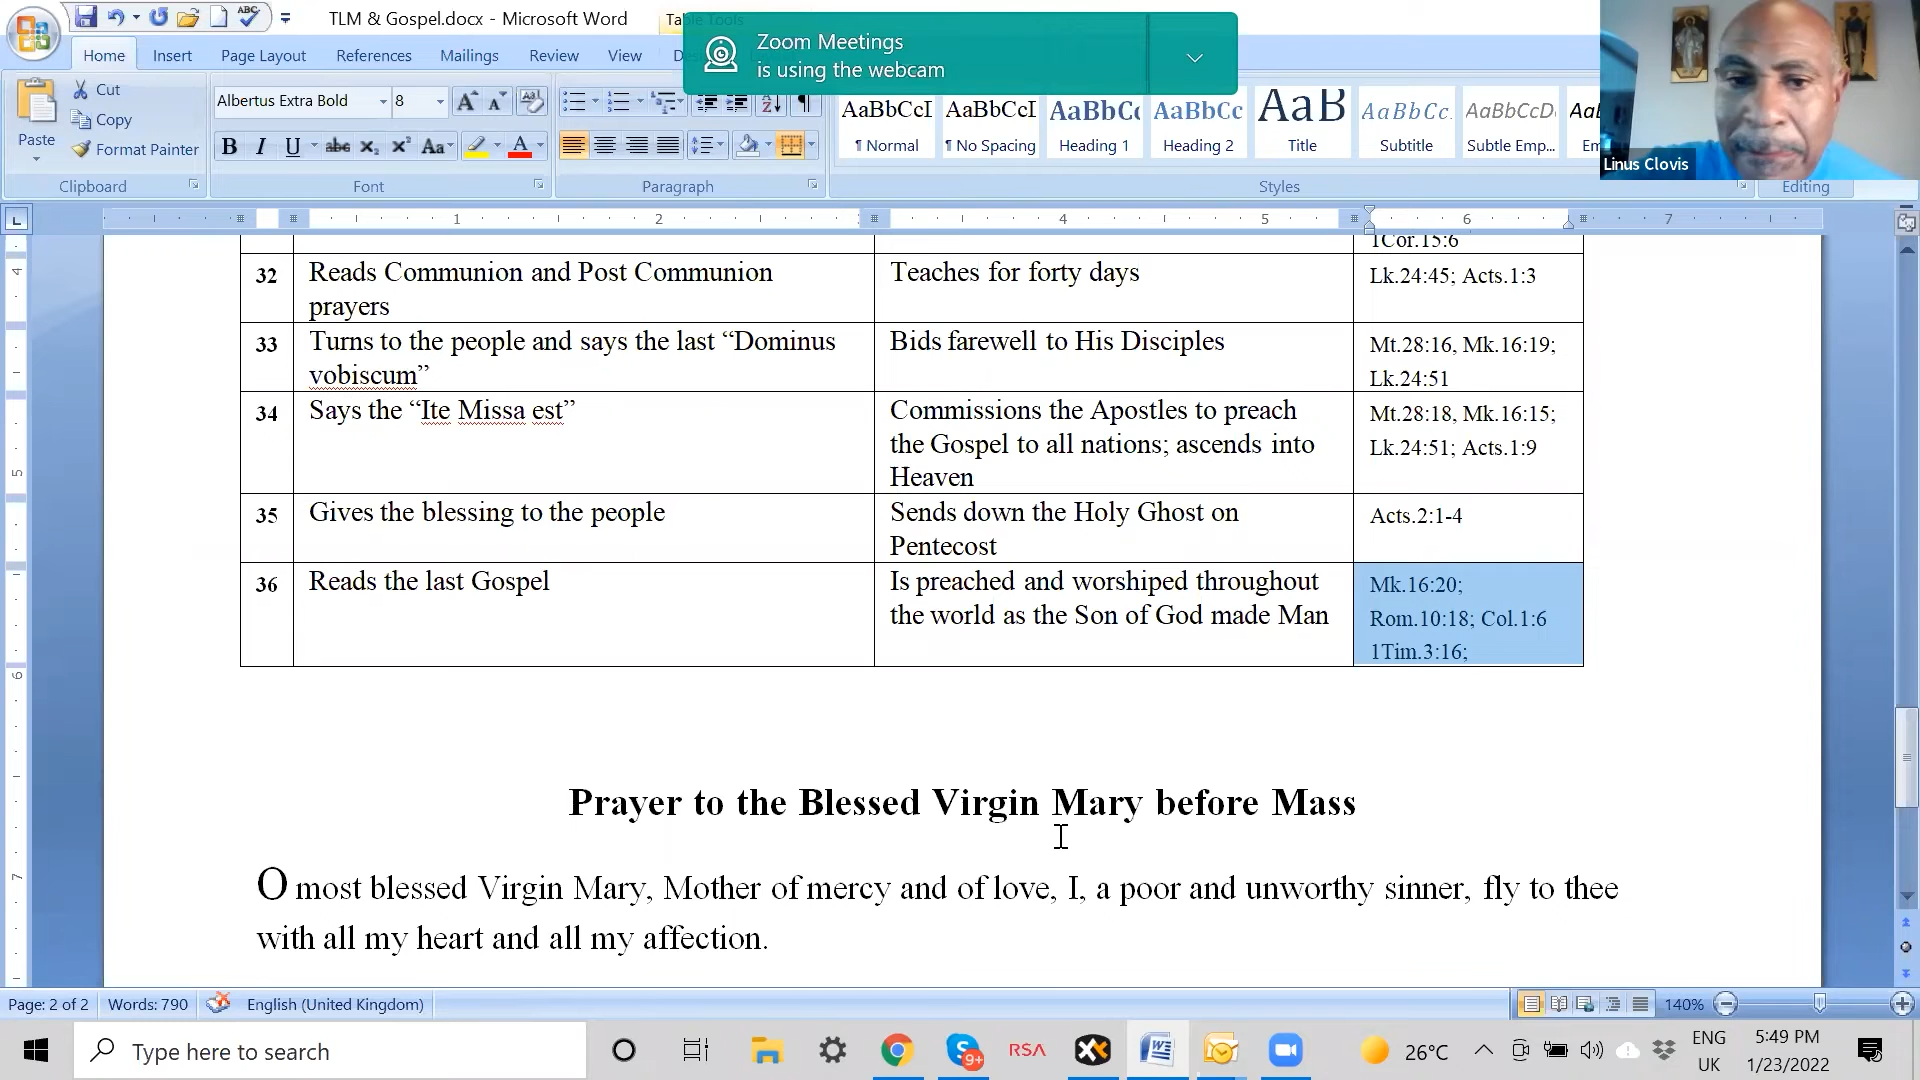 TLM & Gospel.docx - Microsoft Word
Zoom Meetings
is using the webcam
Home Insert Page Layout References Mailings Review View
Cut
Copy
Format Painter
Paste
Clipboard
Albertus Extra Bold 8
Font
Paragraph
AaBbCcI AaBbCcI AaBbCc AaBbCc AaB AaBbCc. AaBbCcD
¶ Normal ¶ No Spacing Heading 1 Heading 2 Title Subtitle Subtle Emp...
Styles
Editing
Linus Clovis
1 2 4 5 6 7
1Cor.15:6
32 Reads Communion and Post Communion Teaches for forty days Lk.24:45; Acts.1:3
prayers
33 Turns to the people and says the last “Dominus Bids farewell to His Disciples Mt.28:16, Mk.16:19;
vobiscum” Lk.24:51
34 Says the “Ite Missa est” Commissions the Apostles to preach Mt.28:18, Mk.16:15;
the Gospel to all nations; ascends into Lk.24:51; Acts.1:9
Heaven
35 Gives the blessing to the people Sends down the Holy Ghost on Acts.2:1-4
Pentecost
36 Reads the last Gospel Is preached and worshiped throughout Mk.16:20;
the world as the Son of God made Man Rom.10:18; Col.1:6
1Tim.3:16;
Prayer to the Blessed Virgin Mary before Mass
O most blessed Virgin Mary, Mother of mercy and of love, I, a poor and unworthy sinner, fly to thee
with all my heart and all my affection.
Page: 2 of 2 Words: 790 English (United Kingdom) 140%
Type here to search
9+
RSA
26°C
ENG
UK
5:49 PM
1/23/2022